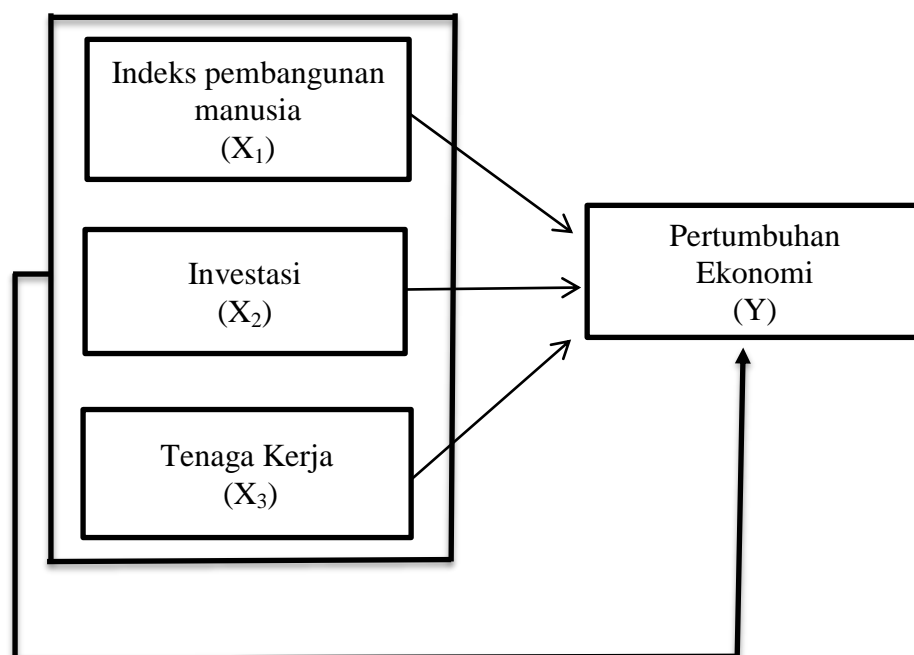 Indeks pembangunan
manusia
(X₁)
Investasi
(X₂)
Tenaga Kerja
(X₃)
Pertumbuhan
Ekonomi
(Y)